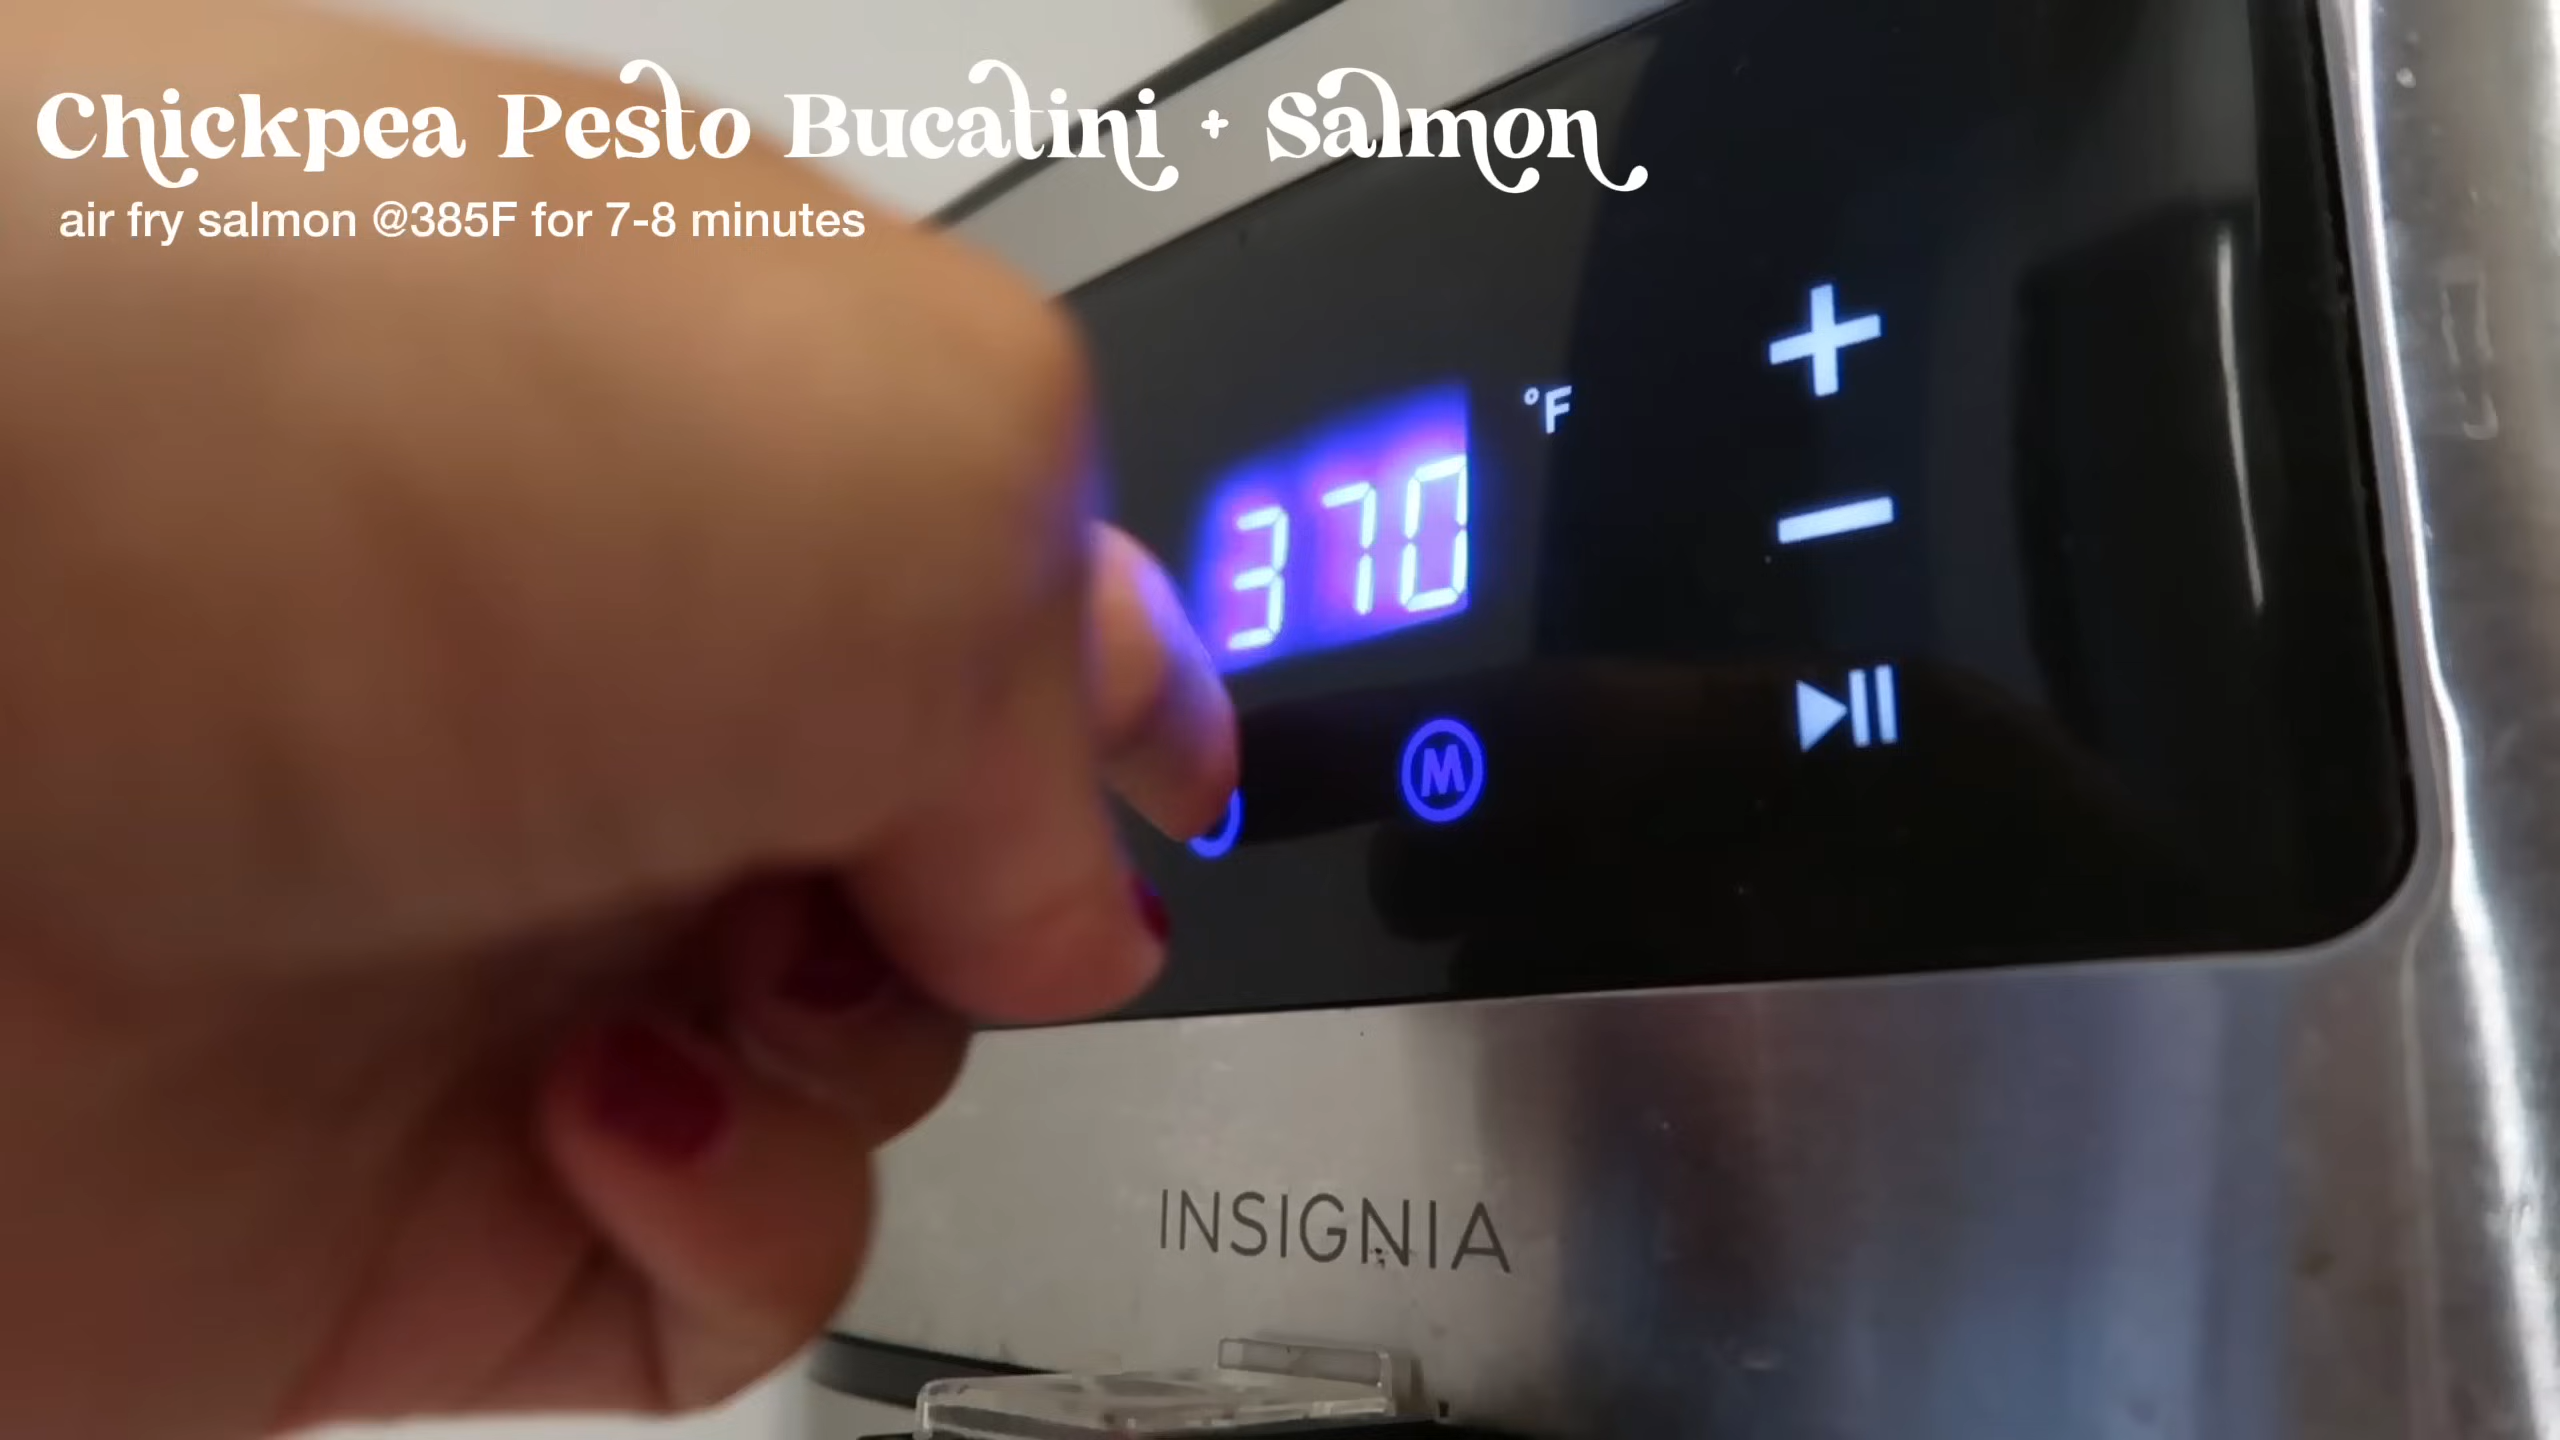 Chickpea Pesto Bucatini + Salmon
air fry salmon @385F for 7-8 minutes
370 °F
M
INSIGNIA